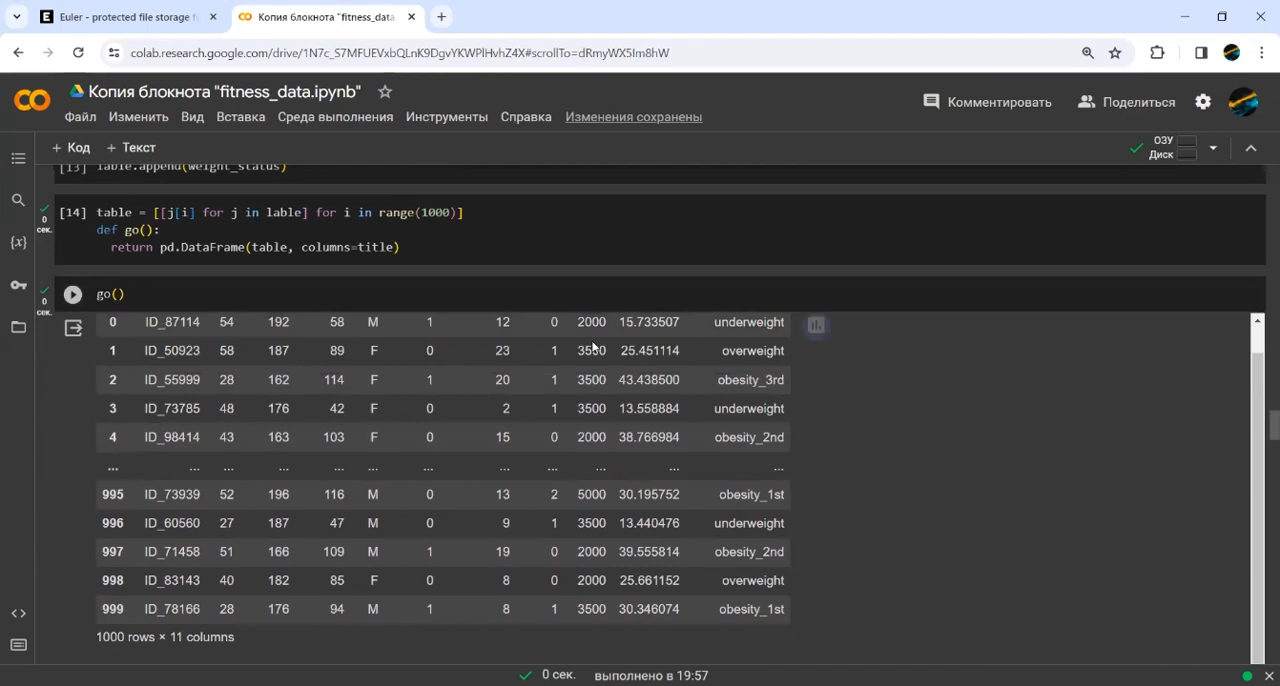 Euler - protected file storage f
Копия блокнота "fitness_data.
colab.research.google.com/drive/1N7c_S7MFUEVxbQLnK9DgvYKWPlHvhZ4X#scrollTo=dRmyWX5Im8hW
Копия блокнота "fitness_data.ipynb"
Комментировать
Поделиться
Файл Изменить Вид Вставка Среда выполнения Инструменты Справка Изменения сохранены
+ Код + Текст
ОЗУ
Диск
[13] table.append(weight_status)
0
сек.
[14] table = [[j[i] for j in lable] for i in range(1000)]
def go():
return pd.DataFrame(table, columns=title)
0
сек.
go()
0 ID_87114 54 192 58 M 1 12 0 2000 15.733507 underweight
1 ID_50923 58 187 89 F 0 23 1 3500 25.451114 overweight
2 ID_55999 28 162 114 F 1 20 1 3500 43.438500 obesity_3rd
3 ID_73785 48 176 42 F 0 2 1 3500 13.558884 underweight
4 ID_98414 43 163 103 F 0 15 0 2000 38.766984 obesity_2nd
... ... ... ... ... ... ... ... ... ... ... ...
995 ID_73939 52 196 116 M 0 13 2 5000 30.195752 obesity_1st
996 ID_60560 27 187 47 M 0 9 1 3500 13.440476 underweight
997 ID_71458 51 166 109 M 1 19 0 2000 39.555814 obesity_2nd
998 ID_83143 40 182 85 F 0 8 0 2000 25.661152 overweight
999 ID_78166 28 176 94 M 1 8 1 3500 30.346074 obesity_1st
1000 rows × 11 columns
0 сек. выполнено в 19:57